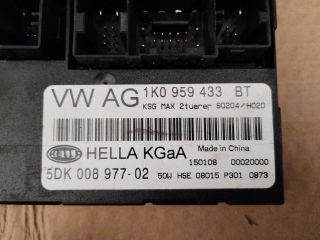 VW AG 1K0 959 433 BT
KSG MAX 2tuerer S0204/H020
HELLA HELLA KGaA Made in China
150108 00020000
5DK 008 977-02 50W HSE 08015 P301 0873